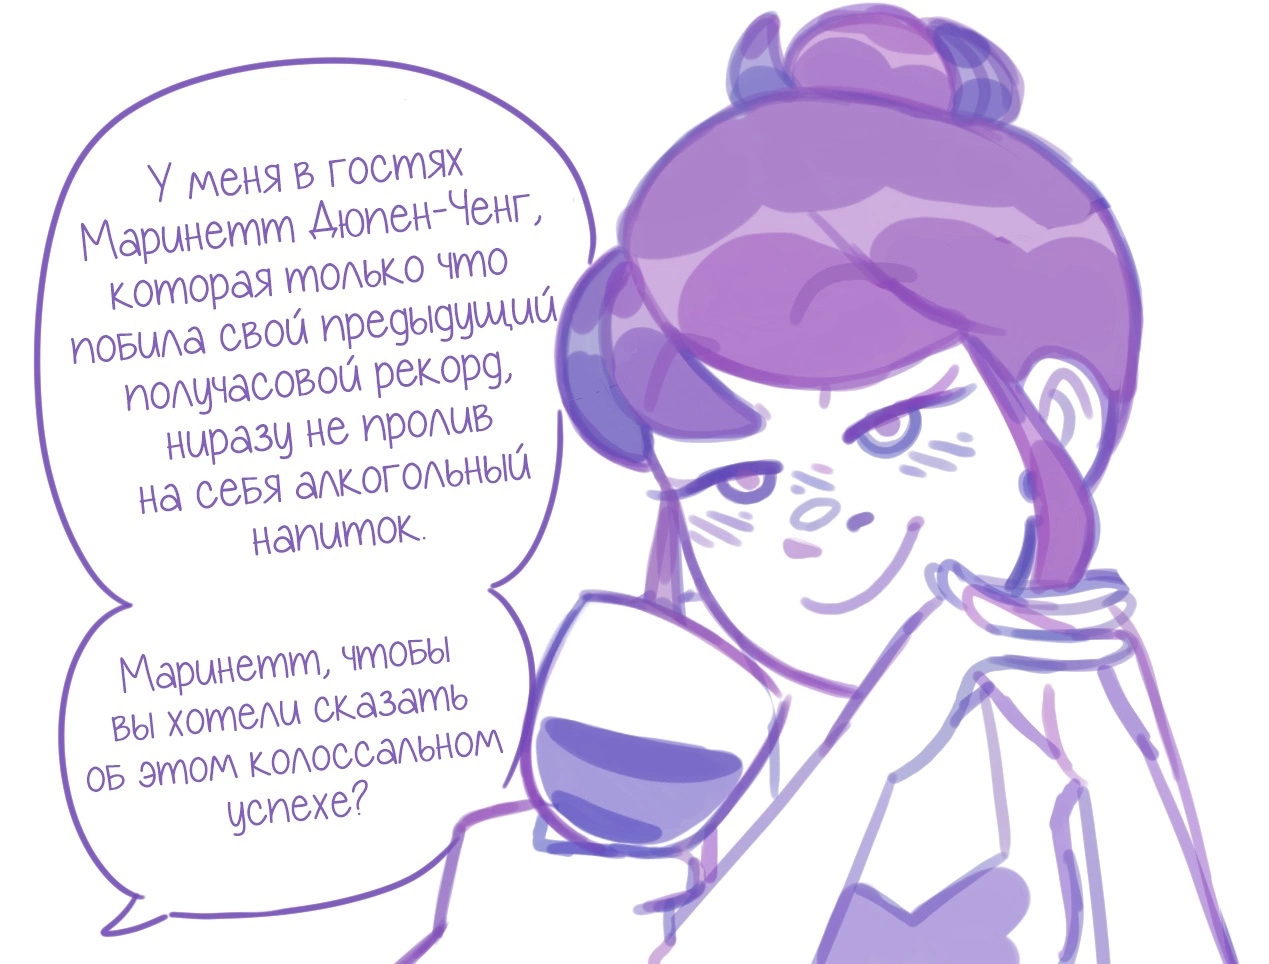 У меня в гостях
Маринетт Дюпен-Ченг,
которая только что
побила свой предыдущий
получасовой рекорд,
ниразу не пролив
на себя алкогольный
напиток.
Маринетт, чтобы
вы хотели сказать
об этом колоссальном
успехе?